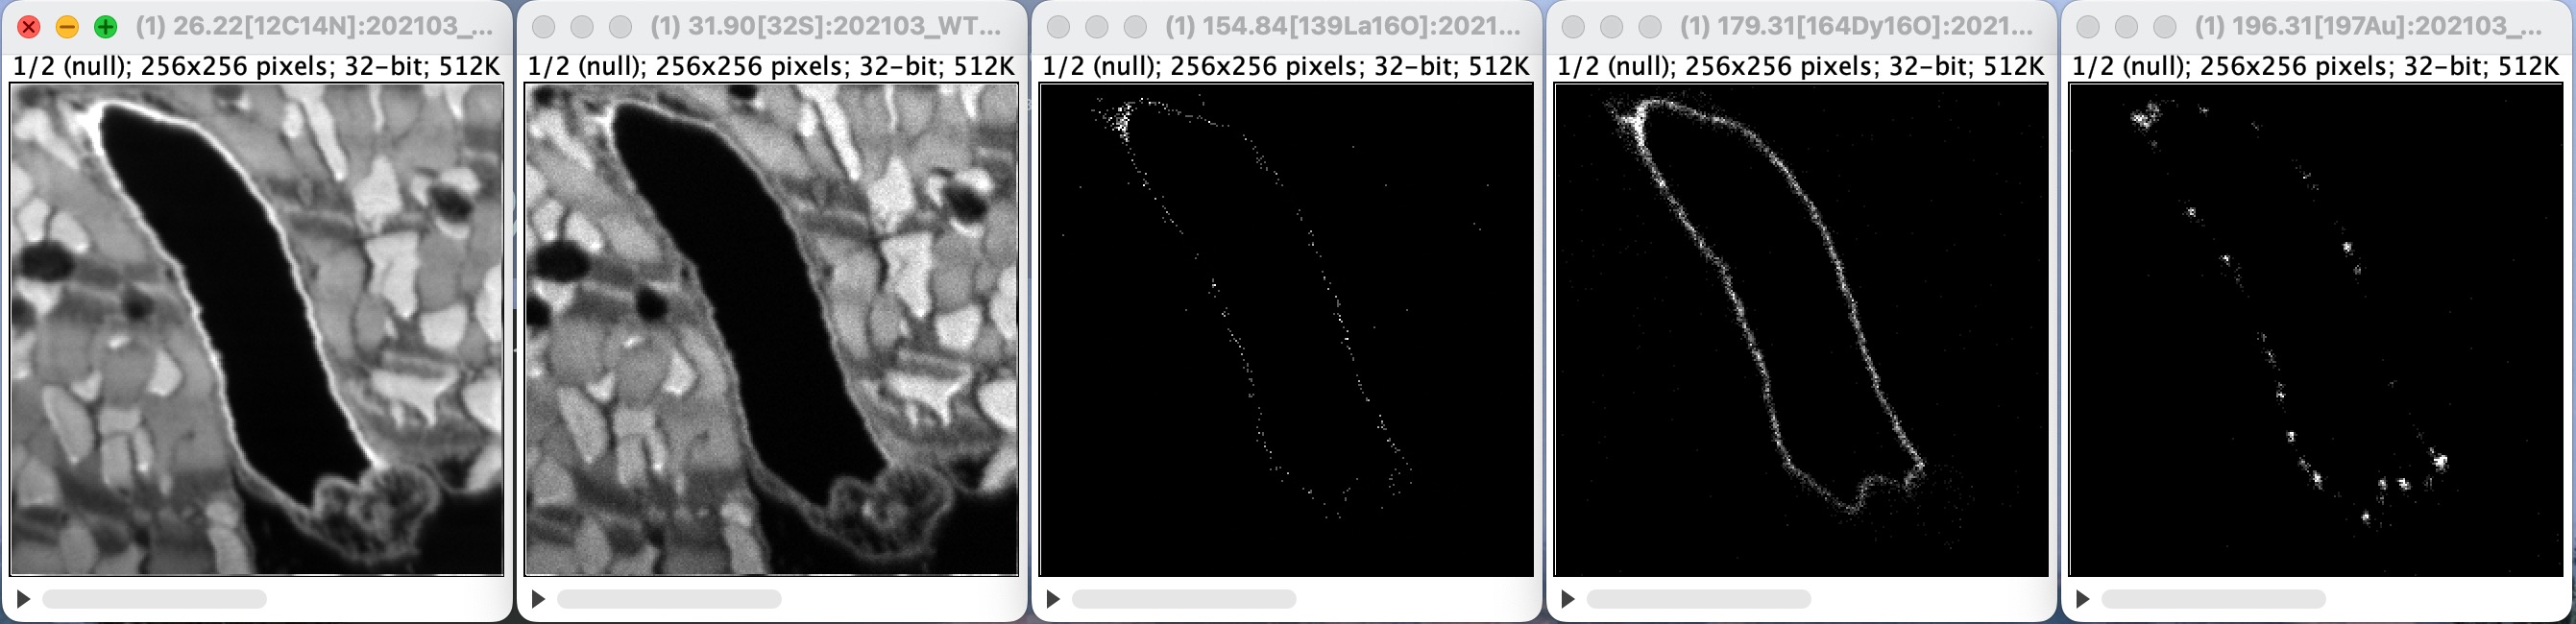 (1) 26.22[12C14N]:202103_...
1/2 (null); 256x256 pixels; 32-bit; 512K
(1) 31.90[32S]:202103_WT...
1/2 (null); 256x256 pixels; 32-bit; 512K
(1) 154.84[139La16O]:2021...
1/2 (null); 256x256 pixels; 32-bit; 512K
(1) 179.31[164Dy16O]:2021...
1/2 (null); 256x256 pixels; 32-bit; 512K
(1) 196.31[197Au]:202103_...
1/2 (null); 256x256 pixels; 32-bit; 512K